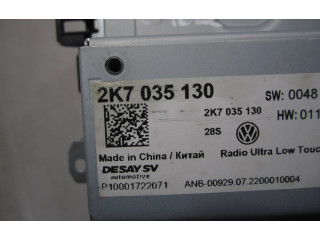 2K7 035 130 SW: 0048
2K7 035 130 HW: 011
28S
Made in China / Китай Radio Ultra Low Touc
DESAY SV
automotive
P10001722071 ANB-00929.07.2200010004